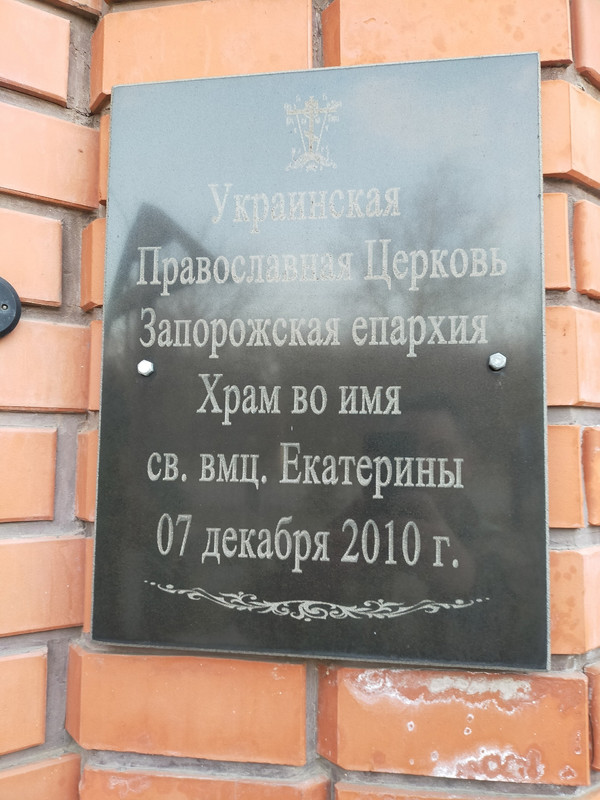 Украинская
Православная Церковь
Запорожская епархия
Храм во имя
св. вмц. Екатерины
07 декабря 2010 г.